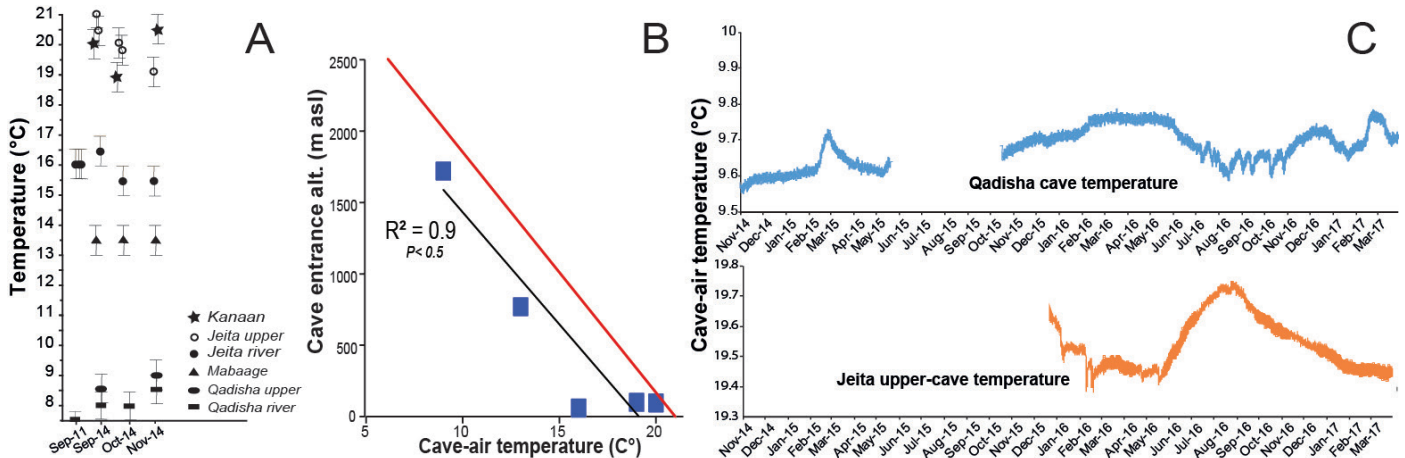 A
Temperature (°C)
21
20
19
18
17
16
15
14
13
12
11
10
9
8
Kanaan
Jeita upper
Jeita river
Mabaage
Qadisha upper
Qadisha river
Sep-11
Sep-14
Oct-14
Nov-14
B
Cave entrance alt. (m asl)
2500
2000
1500
1000
500
0
R² = 0.9
P< 0.5
5
10
15
20
Cave-air temperature (C°)
C
Cave-air temperature (°C)
9.9
9.8
9.7
9.6
9.5
Qadisha cave temperature
Nov-14
Dec-14
Jan-15
Feb-15
Mar-15
Apr-15
May-15
Jun-15
Jul-15
Aug-15
Sep-15
Oct-15
Nov-15
Dec-15
Jan-16
Feb-16
Mar-16
Apr-16
May-16
Jun-16
Jul-16
Aug-16
Sep-16
Oct-16
Nov-16
Dec-16
Jan-17
Feb-17
Mar-17
19.8
19.7
19.6
19.5
19.4
19.3
Jeita upper-cave temperature
Nov-14
Dec-14
Jan-15
Feb-15
Mar-15
Apr-15
May-15
Jun-15
Jul-15
Aug-15
Sep-15
Oct-15
Nov-15
Dec-15
Jan-16
Feb-16
Mar-16
Apr-16
May-16
Jun-16
Jul-16
Aug-16
Sep-16
Oct-16
Nov-16
Dec-16
Jan-17
Feb-17
Mar-17